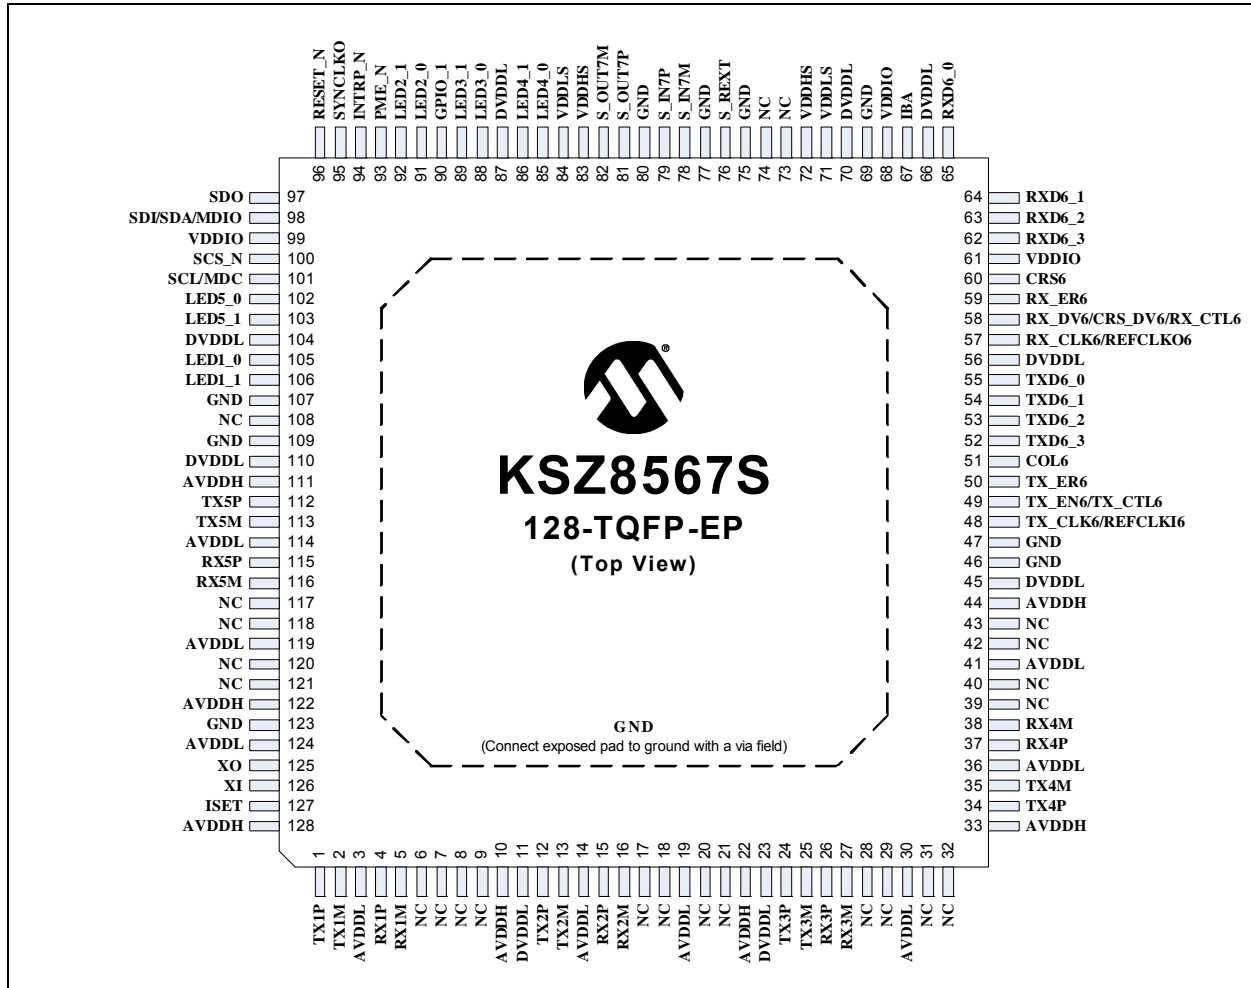 RESET_N
SYNCLKO
INTRP_N
PME_N
LED2_1
LED2_0
GPIO_1
LED3_1
LED3_0
DVDDL
LED4_1
LED4_0
VDDLS
VDDHS
S_OUT7M
S_OUT7P
GND
S_IN7P
S_IN7M
GND
S_REXT
GND
NC
NC
VDDHS
VDDLS
DVDDL
GND
VDDIO
IBA
DVDDL
RXD6_0
96
95
94
93
92
91
90
89
88
87
86
85
84
83
82
81
80
79
78
77
76
75
74
73
72
71
70
69
68
67
66
65
SDO 97
SDI/SDA/MDIO 98
VDDIO 99
SCS_N 100
SCL/MDC 101
LED5_0 102
LED5_1 103
DVDDL 104
LED1_0 105
LED1_1 106
GND 107
NC 108
GND 109
DVDDL 110
AVDDH 111
TX5P 112
TX5M 113
AVDDL 114
RX5P 115
RX5M 116
NC 117
NC 118
AVDDL 119
NC 120
NC 121
AVDDH 122
GND 123
AVDDL 124
XO 125
XI 126
ISET 127
AVDDH 128
®
KSZ8567S
128-TQFP-EP
(Top View)
GND
(Connect exposed pad to ground with a via field)
64 RXD6_1
63 RXD6_2
62 RXD6_3
61 VDDIO
60 CRS6
59 RX_ER6
58 RX_DV6/CRS_DV6/RX_CTL6
57 RX_CLK6/REFCLKO6
56 DVDDL
55 TXD6_0
54 TXD6_1
53 TXD6_2
52 TXD6_3
51 COL6
50 TX_ER6
49 TX_EN6/TX_CTL6
48 TX_CLK6/REFCLKI6
47 GND
46 GND
45 DVDDL
44 AVDDH
43 NC
42 NC
41 AVDDL
40 NC
39 NC
38 RX4M
37 RX4P
36 AVDDL
35 TX4M
34 TX4P
33 AVDDH
1
2
3
4
5
6
7
8
9
10
11
12
13
14
15
16
17
18
19
20
21
22
23
24
25
26
27
28
29
30
31
32
TX1P
TX1M
AVDDL
RX1P
RX1M
NC
NC
NC
NC
AVDDH
DVDDL
TX2P
TX2M
AVDDL
RX2P
RX2M
NC
NC
AVDDL
NC
NC
AVDDH
DVDDL
TX3P
TX3M
RX3P
RX3M
NC
NC
AVDDL
NC
NC